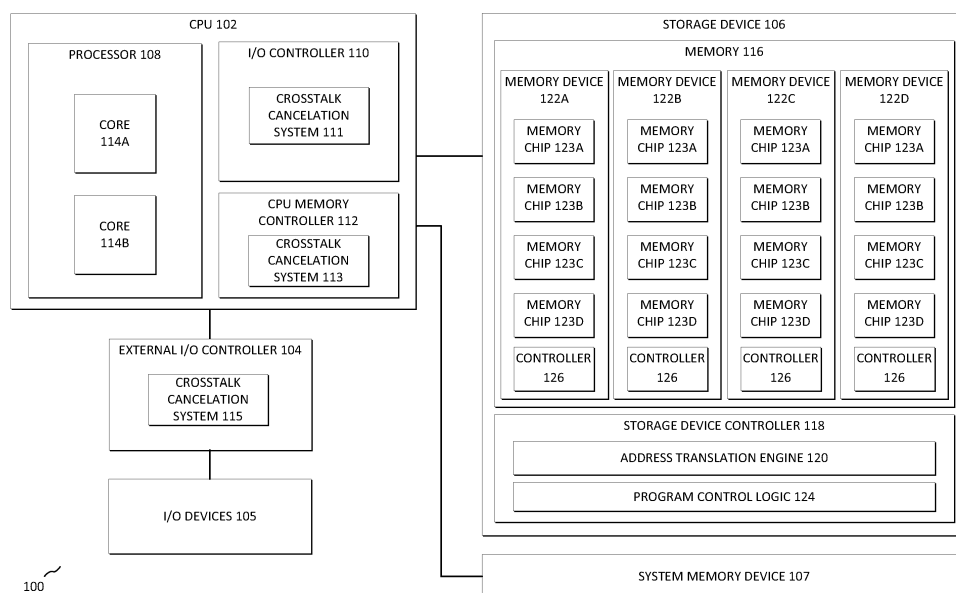 CPU 102
PROCESSOR 108
CORE
114A
CORE
114B
I/O CONTROLLER 110
CROSSTALK
CANCELATION
SYSTEM 111
CPU MEMORY
CONTROLLER 112
CROSSTALK
CANCELATION
SYSTEM 113
EXTERNAL I/O CONTROLLER 104
CROSSTALK
CANCELATION
SYSTEM 115
I/O DEVICES 105
100
STORAGE DEVICE 106
MEMORY 116
MEMORY DEVICE
122A
MEMORY
CHIP 123A
MEMORY
CHIP 123B
MEMORY
CHIP 123C
MEMORY
CHIP 123D
CONTROLLER
126
MEMORY DEVICE
122B
MEMORY
CHIP 123A
MEMORY
CHIP 123B
MEMORY
CHIP 123C
MEMORY
CHIP 123D
CONTROLLER
126
MEMORY DEVICE
122C
MEMORY
CHIP 123A
MEMORY
CHIP 123B
MEMORY
CHIP 123C
MEMORY
CHIP 123D
CONTROLLER
126
MEMORY DEVICE
122D
MEMORY
CHIP 123A
MEMORY
CHIP 123B
MEMORY
CHIP 123C
MEMORY
CHIP 123D
CONTROLLER
126
STORAGE DEVICE CONTROLLER 118
ADDRESS TRANSLATION ENGINE 120
PROGRAM CONTROL LOGIC 124
SYSTEM MEMORY DEVICE 107